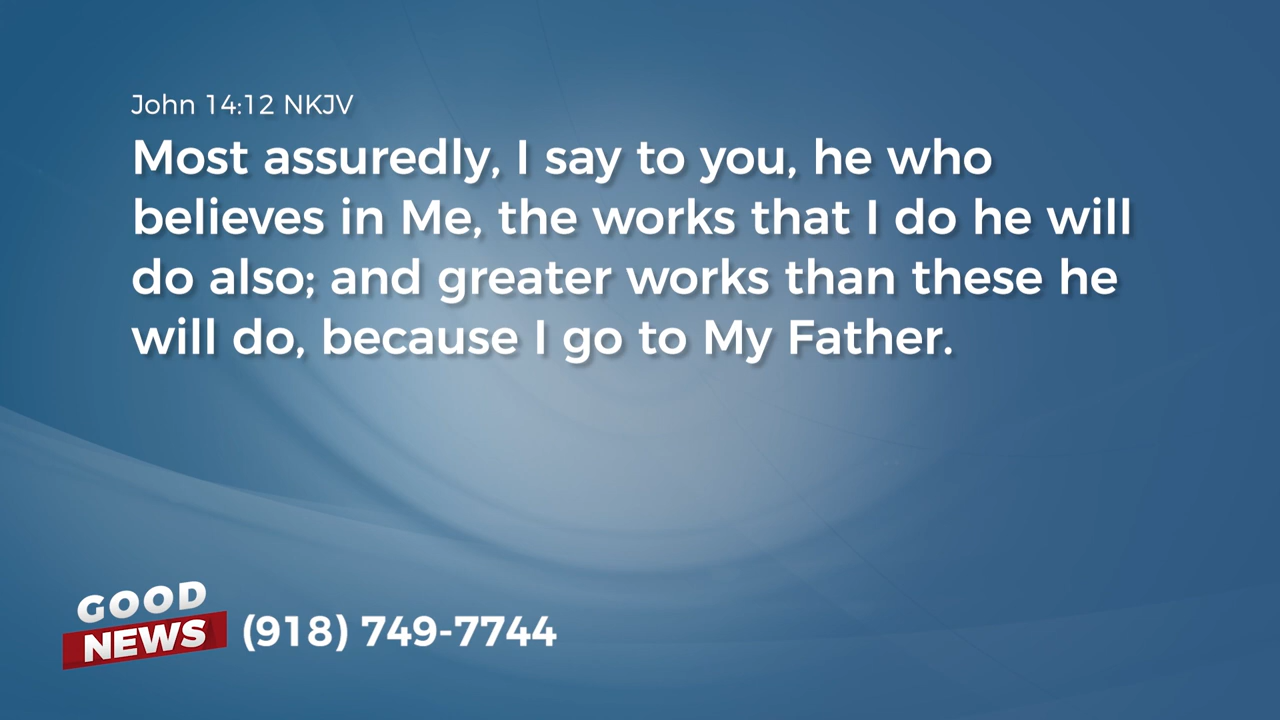 John 14:12 NKJV
Most assuredly, I say to you, he who
believes in Me, the works that I do he will
do also; and greater works than these he
will do, because I go to My Father.
GOOD
NEWS
(918) 749-7744